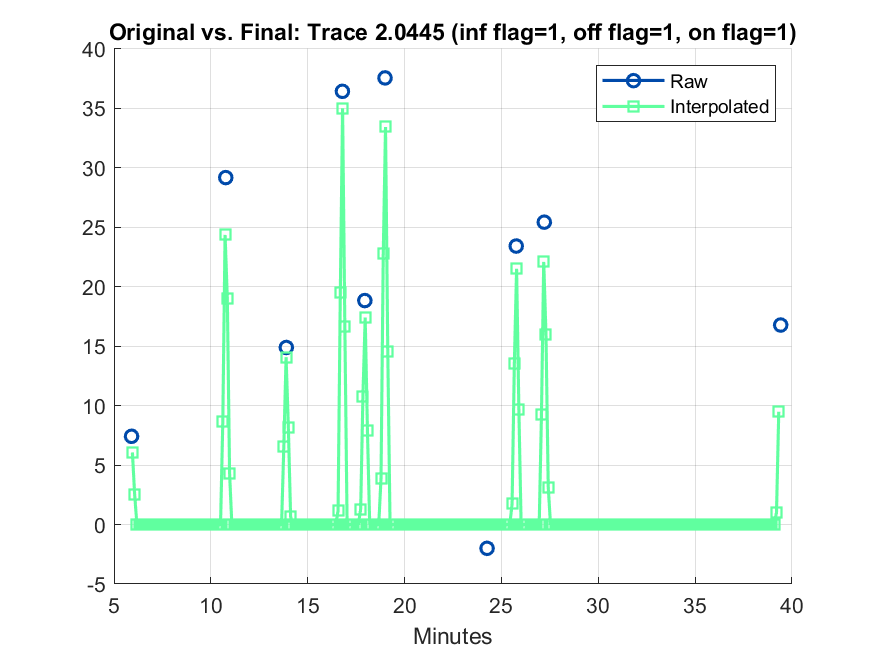 Original vs. Final: Trace 2.0445 (inf flag=1, off flag=1, on flag=1)
Raw
Interpolated
40
35
30
25
20
15
10
5
0
-5
5 10 15 20 25 30 35 40
Minutes